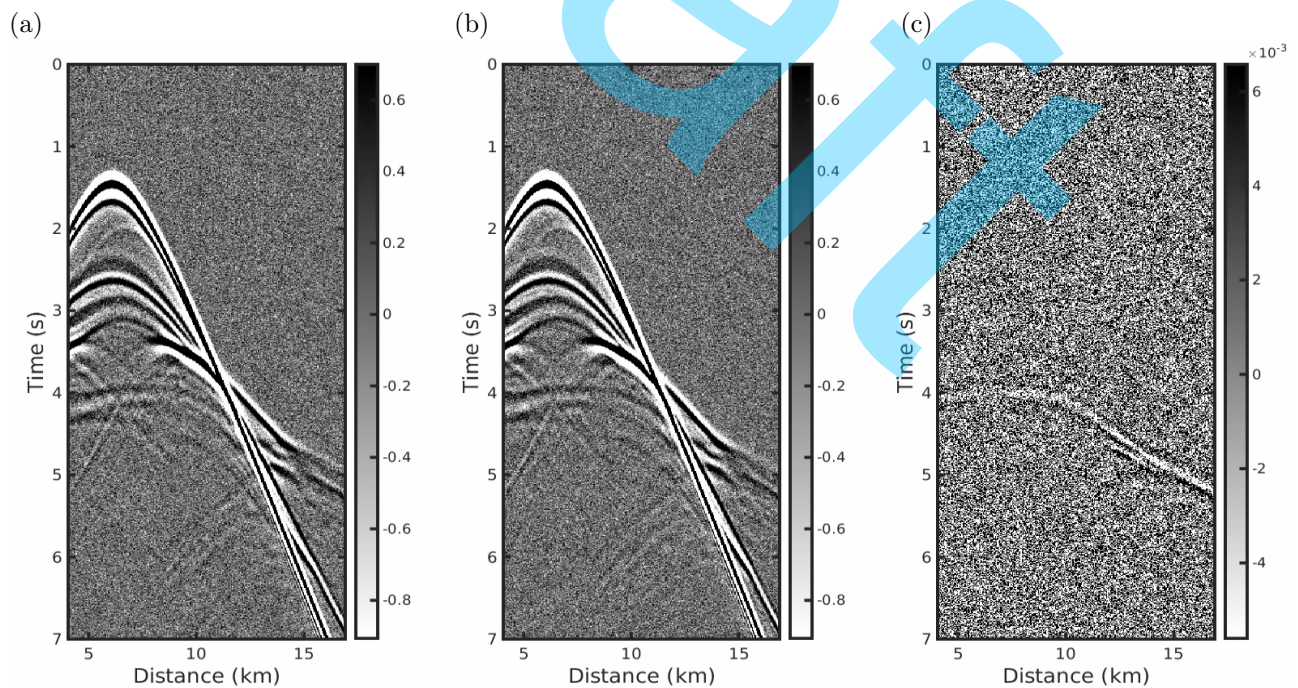 (a) (b) (c)
×10⁻³
0 0 0
0.6 0.6 6
1 1 1
0.4 0.4 4
2 2 2
0.2 0.2 2
3 3 3
0 0 0
Time (s) Time (s) Time (s)
4 4 4
-0.2 -0.2
5 5 5
-0.4 -0.4 -2
6 6 6
-0.6 -0.6 -4
-0.8 -0.8
7 7 7
5 10 15 5 10 15 5 10 15
Distance (km) Distance (km) Distance (km)